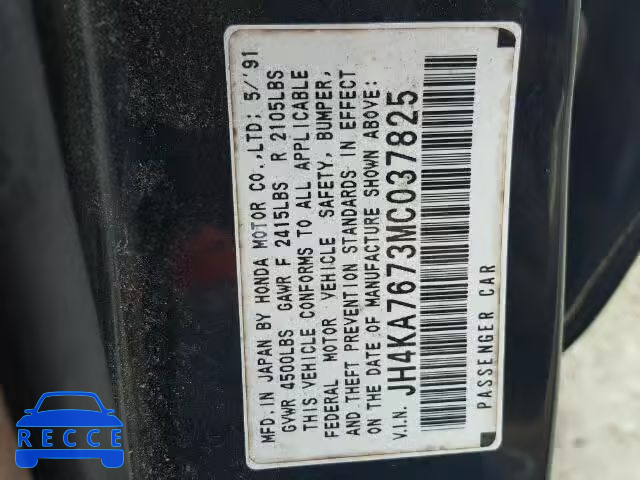 MFD. IN JAPAN BY HONDA MOTOR CO.,LTD; 5/'91
GVWR 4500LBS GAWR F 2415LBS R 2105LBS
THIS VEHICLE CONFORMS TO ALL APPLICABLE
FEDERAL MOTOR VEHICLE SAFETY, BUMPER,
AND THEFT PREVENTION STANDARDS IN EFFECT
ON THE DATE OF MANUFACTURE SHOWN ABOVE:
V.I.N. JH4KA7673MC037825
PASSENGER CAR
RECCE